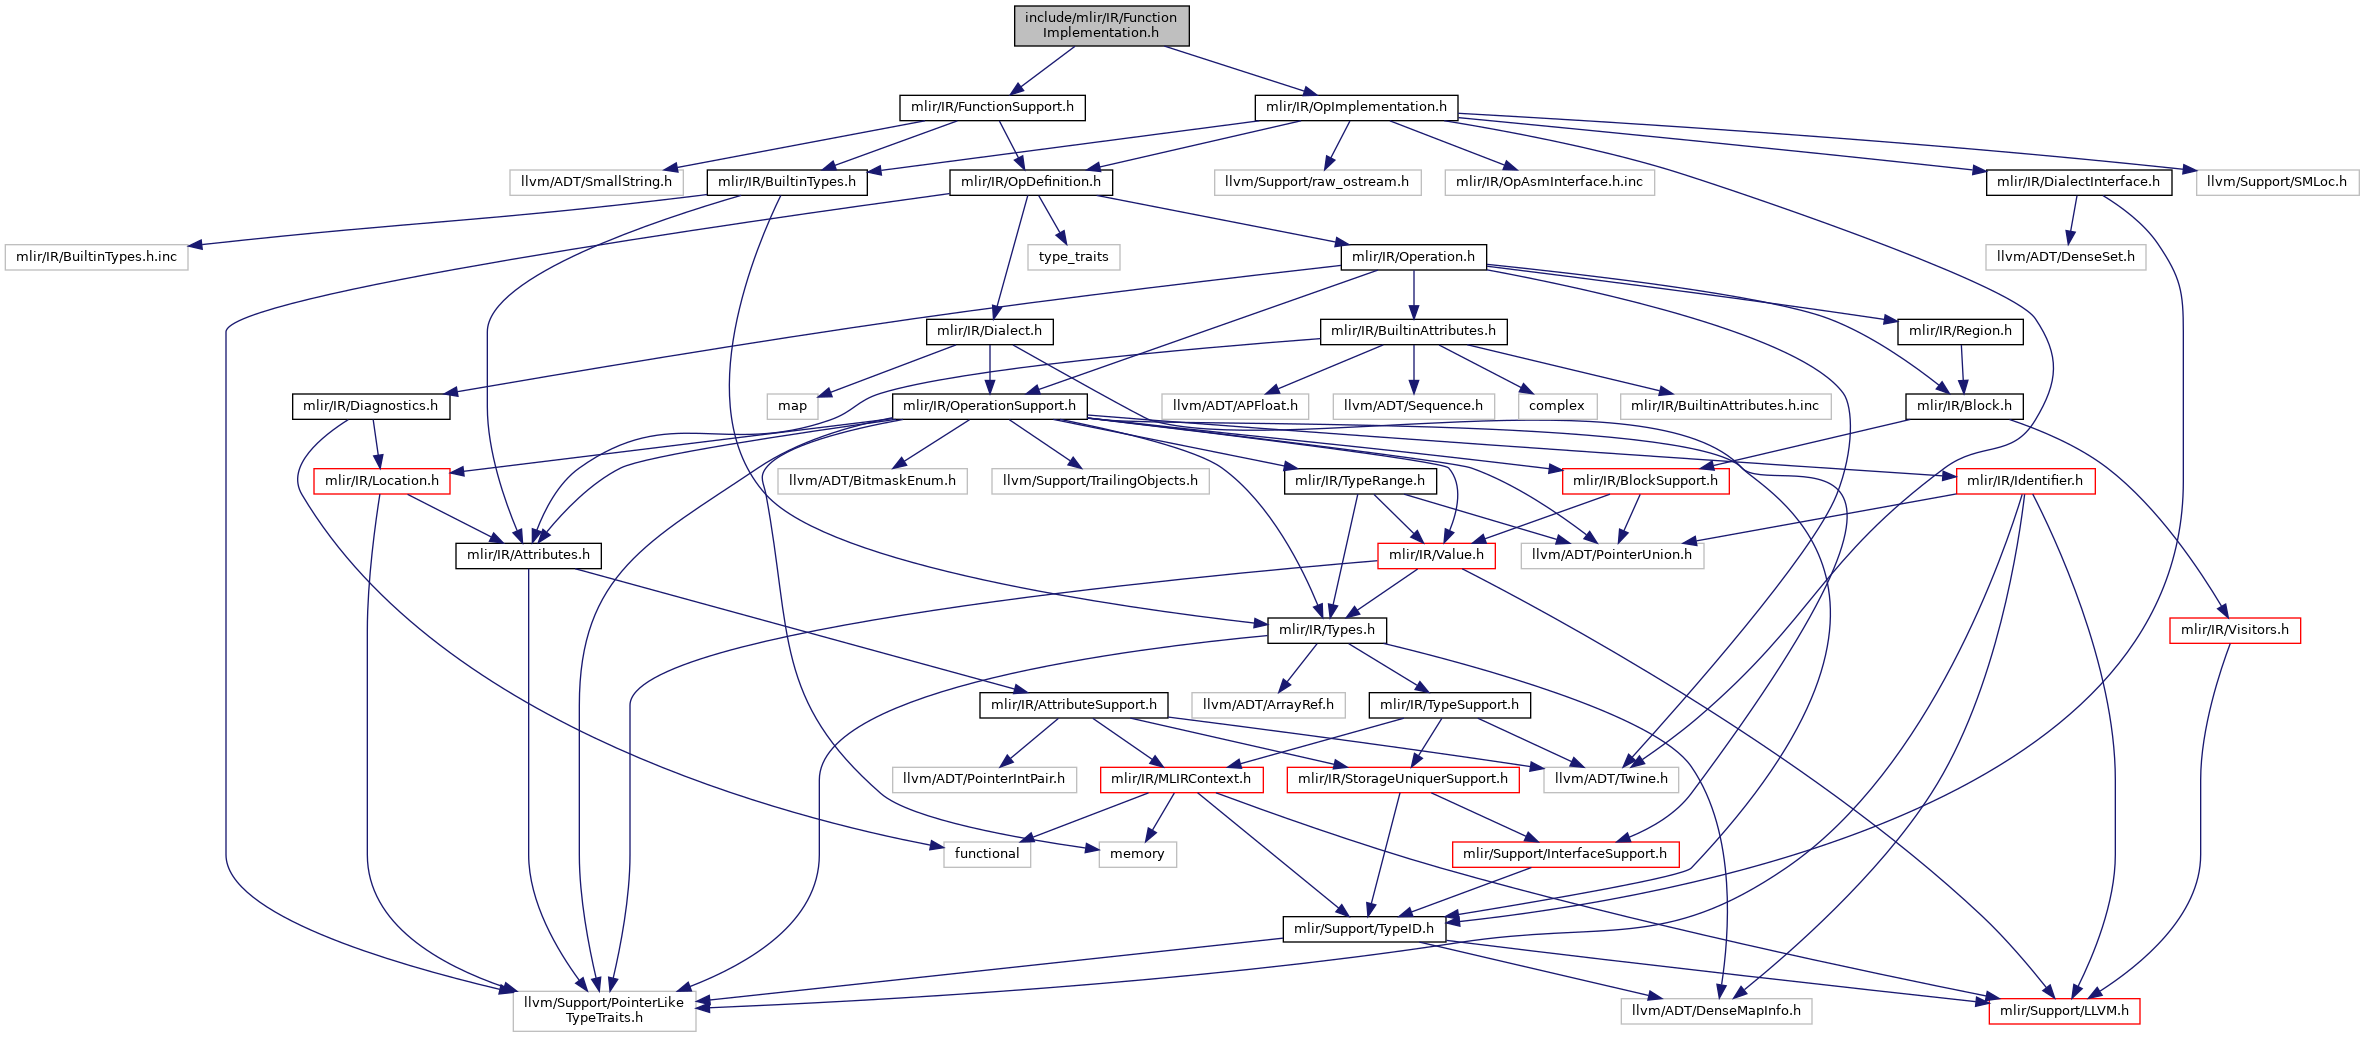 include/mlir/IR/Function
Implementation.h
mlir/IR/FunctionSupport.h
mlir/IR/OpImplementation.h
llvm/ADT/SmallString.h
mlir/IR/BuiltinTypes.h
mlir/IR/OpDefinition.h
llvm/Support/raw_ostream.h
mlir/IR/OpAsmInterface.h.inc
mlir/IR/DialectInterface.h
llvm/Support/SMLoc.h
mlir/IR/BuiltinTypes.h.inc
type_traits
mlir/IR/Operation.h
llvm/ADT/DenseSet.h
mlir/IR/Dialect.h
mlir/IR/BuiltinAttributes.h
mlir/IR/Region.h
mlir/IR/Diagnostics.h
map
mlir/IR/OperationSupport.h
llvm/ADT/APFloat.h
llvm/ADT/Sequence.h
complex
mlir/IR/BuiltinAttributes.h.inc
mlir/IR/Block.h
mlir/IR/Location.h
llvm/ADT/BitmaskEnum.h
llvm/Support/TrailingObjects.h
mlir/IR/TypeRange.h
mlir/IR/BlockSupport.h
mlir/IR/Identifier.h
mlir/IR/Attributes.h
mlir/IR/Value.h
llvm/ADT/PointerUnion.h
mlir/IR/Types.h
mlir/IR/Visitors.h
mlir/IR/AttributeSupport.h
llvm/ADT/ArrayRef.h
mlir/IR/TypeSupport.h
llvm/ADT/PointerIntPair.h
mlir/IR/MLIRContext.h
mlir/IR/StorageUniquerSupport.h
llvm/ADT/Twine.h
functional
memory
mlir/Support/InterfaceSupport.h
mlir/Support/TypeID.h
llvm/Support/PointerLike
TypeTraits.h
llvm/ADT/DenseMapInfo.h
mlir/Support/LLVM.h